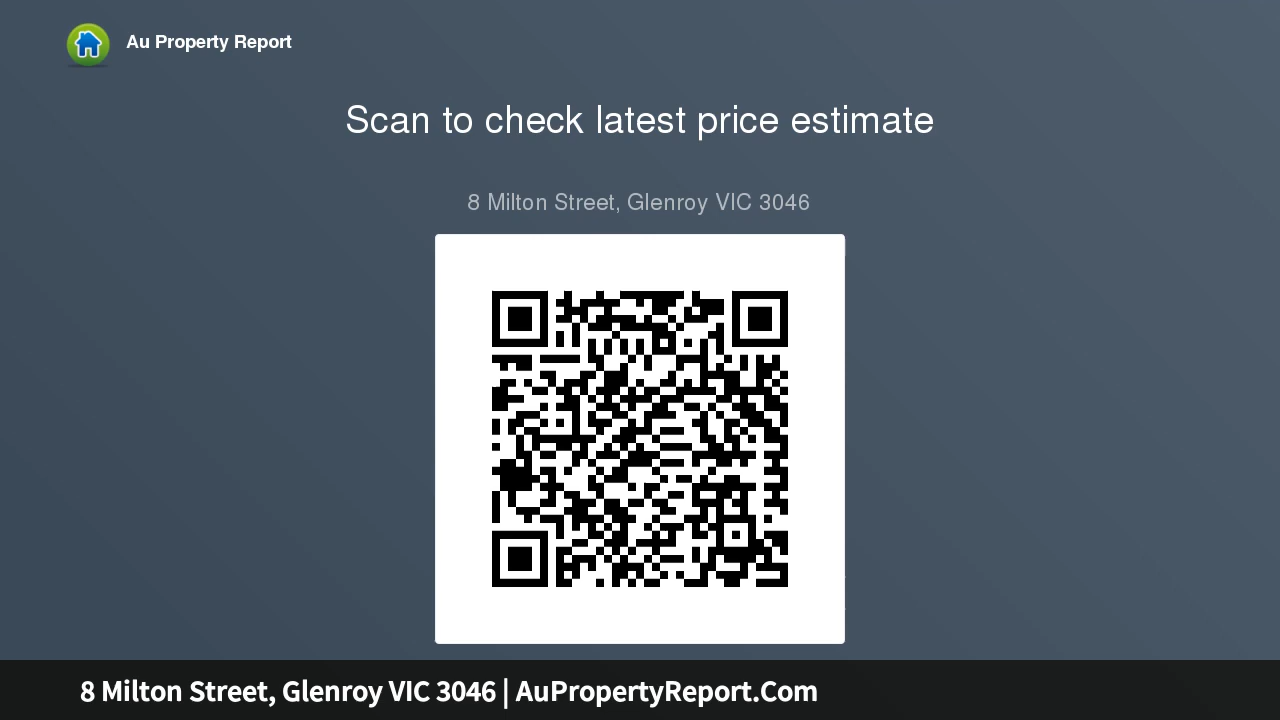 Au Property Report
Scan to check latest price estimate
8 Milton Street, Glenroy VIC 3046
8 Milton Street, Glenroy VIC 3046 | AuPropertyReport.Com